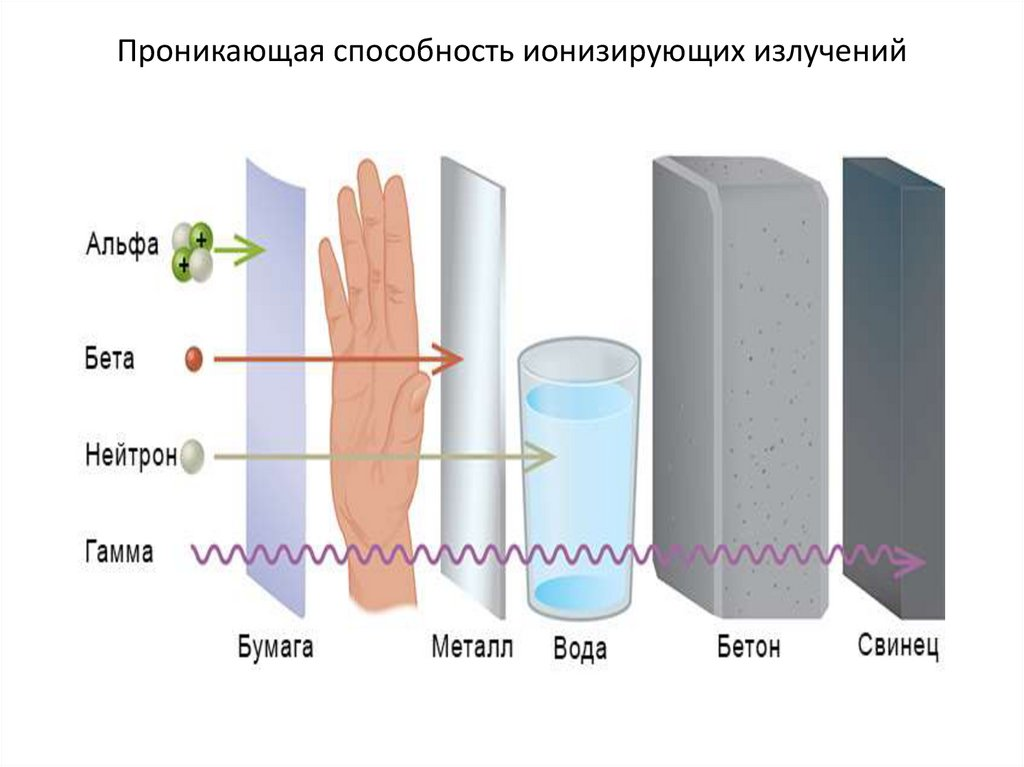 Проникающая способность ионизирующих излучений
Альфа
+
+
Бета
Нейтрон
Гамма
Бумага
Металл
Вода
Бетон
Свинец